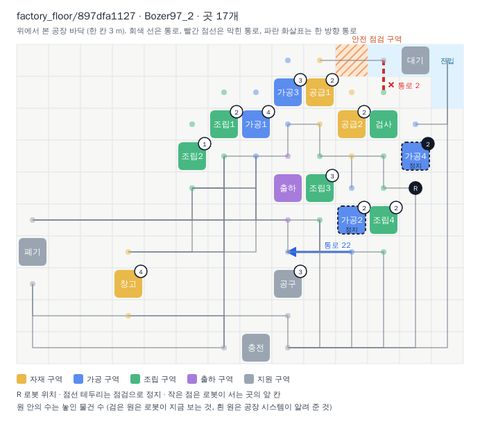 factory_floor/897dfa1127 · Bozer97_2 · 곳 17개
위에서 본 공장 바닥 (한 칸 3 m). 회색 선은 통로, 빨간 점선은 막힌 통로, 파란 화살표는 한 방향 통로
안전 점검 구역
대기
진입
3
가공3
2
공급1
✕ 통로 2
2
조립1
4
가공1
2
공급2
검사
1
조립2
2
가공4
정지
출하
3
조립3
R
2
가공2
정지
2
조립4
폐기
통로 22
4
창고
3
공구
충전
자재 구역
가공 구역
조립 구역
출하 구역
지원 구역
R 로봇 위치 · 점선 테두리는 점검으로 정지 · 작은 점은 로봇이 서는 곳의 앞 칸
원 안의 수는 놓인 물건 수 (검은 원은 로봇이 지금 보는 것, 흰 원은 공장 시스템이 알려 준 것)